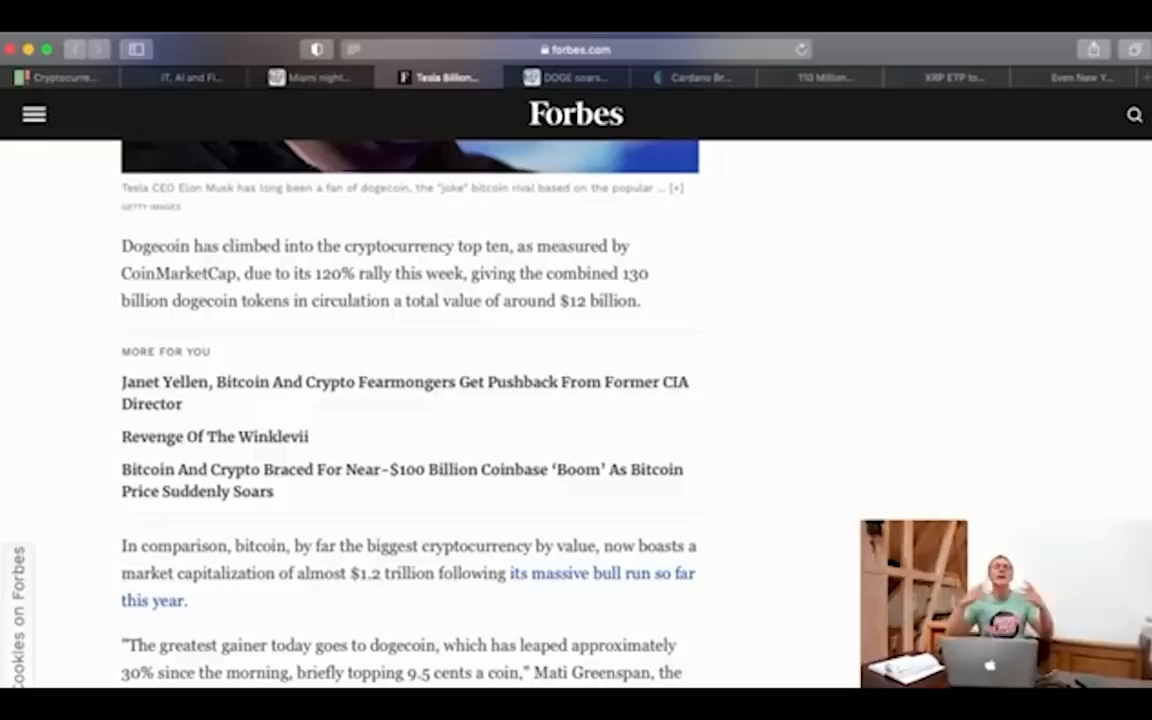 forbes.com
Cryptocurre...
IT, AI and Fi...
Miami night...
Tesla Billion...
DOGE soars...
Cardano Br...
110 Million...
XRP ETP to...
Even New Y...
Forbes
Tesla CEO Elon Musk has long been a fan of dogecoin, the "joke" bitcoin rival based on the popular ... [+]
GETTY IMAGES
Dogecoin has climbed into the cryptocurrency top ten, as measured by
CoinMarketCap, due to its 120% rally this week, giving the combined 130
billion dogecoin tokens in circulation a total value of around $12 billion.
MORE FOR YOU
Janet Yellen, Bitcoin And Crypto Fearmongers Get Pushback From Former CIA
Director
Revenge Of The Winklevii
Bitcoin And Crypto Braced For Near-$100 Billion Coinbase ‘Boom’ As Bitcoin
Price Suddenly Soars
In comparison, bitcoin, by far the biggest cryptocurrency by value, now boasts a
market capitalization of almost $1.2 trillion following its massive bull run so far
this year.
"The greatest gainer today goes to dogecoin, which has leaped approximately
30% since the morning, briefly topping 9.5 cents a coin," Mati Greenspan, the
Cookies on Forbes